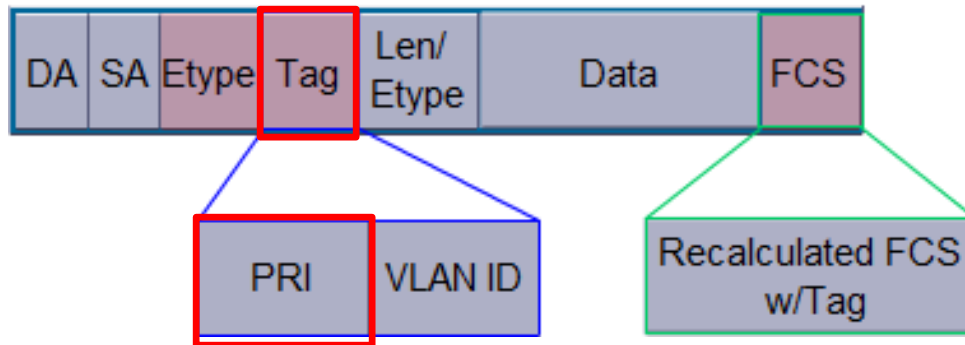 DA SA Etype Tag Len/
Etype Data FCS
PRI VLAN ID Recalculated FCS
w/Tag